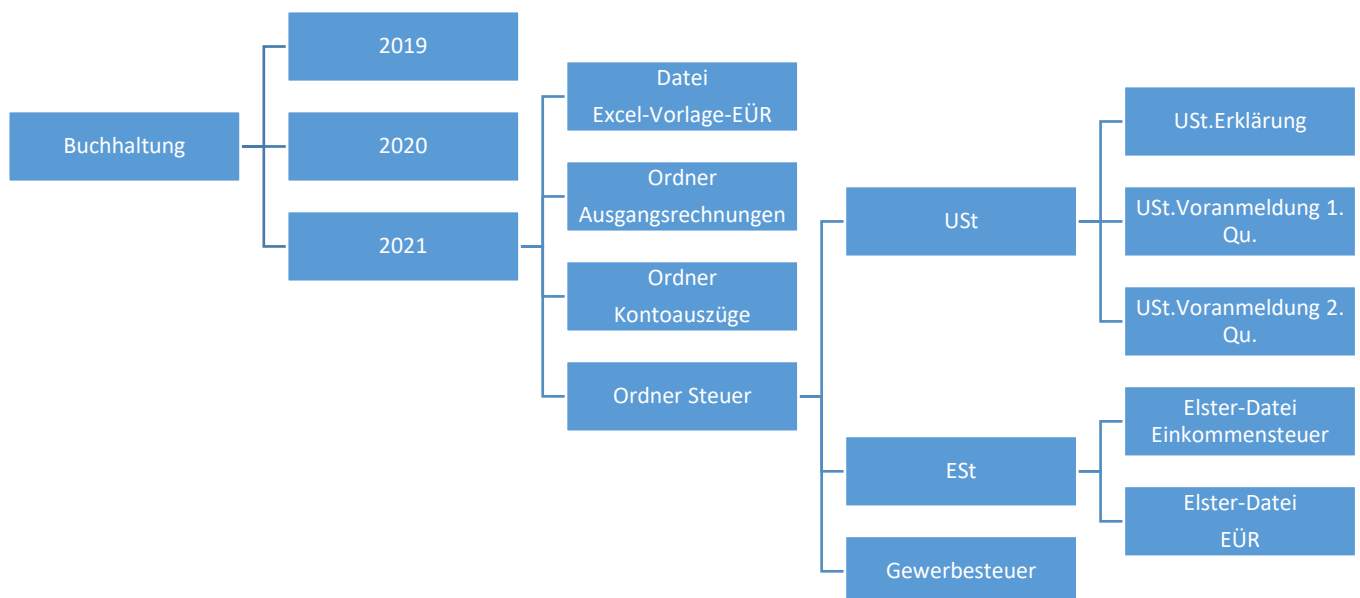 Buchhaltung
2019
2020
2021
Datei
Excel-Vorlage-EÜR
Ordner
Ausgangsrechnungen
Ordner
Kontoauszüge
Ordner Steuer
USt
USt.Erklärung
USt.Voranmeldung 1.
Qu.
USt.Voranmeldung 2.
Qu.
ESt
Elster-Datei
Einkommensteuer
Elster-Datei
EÜR
Gewerbesteuer